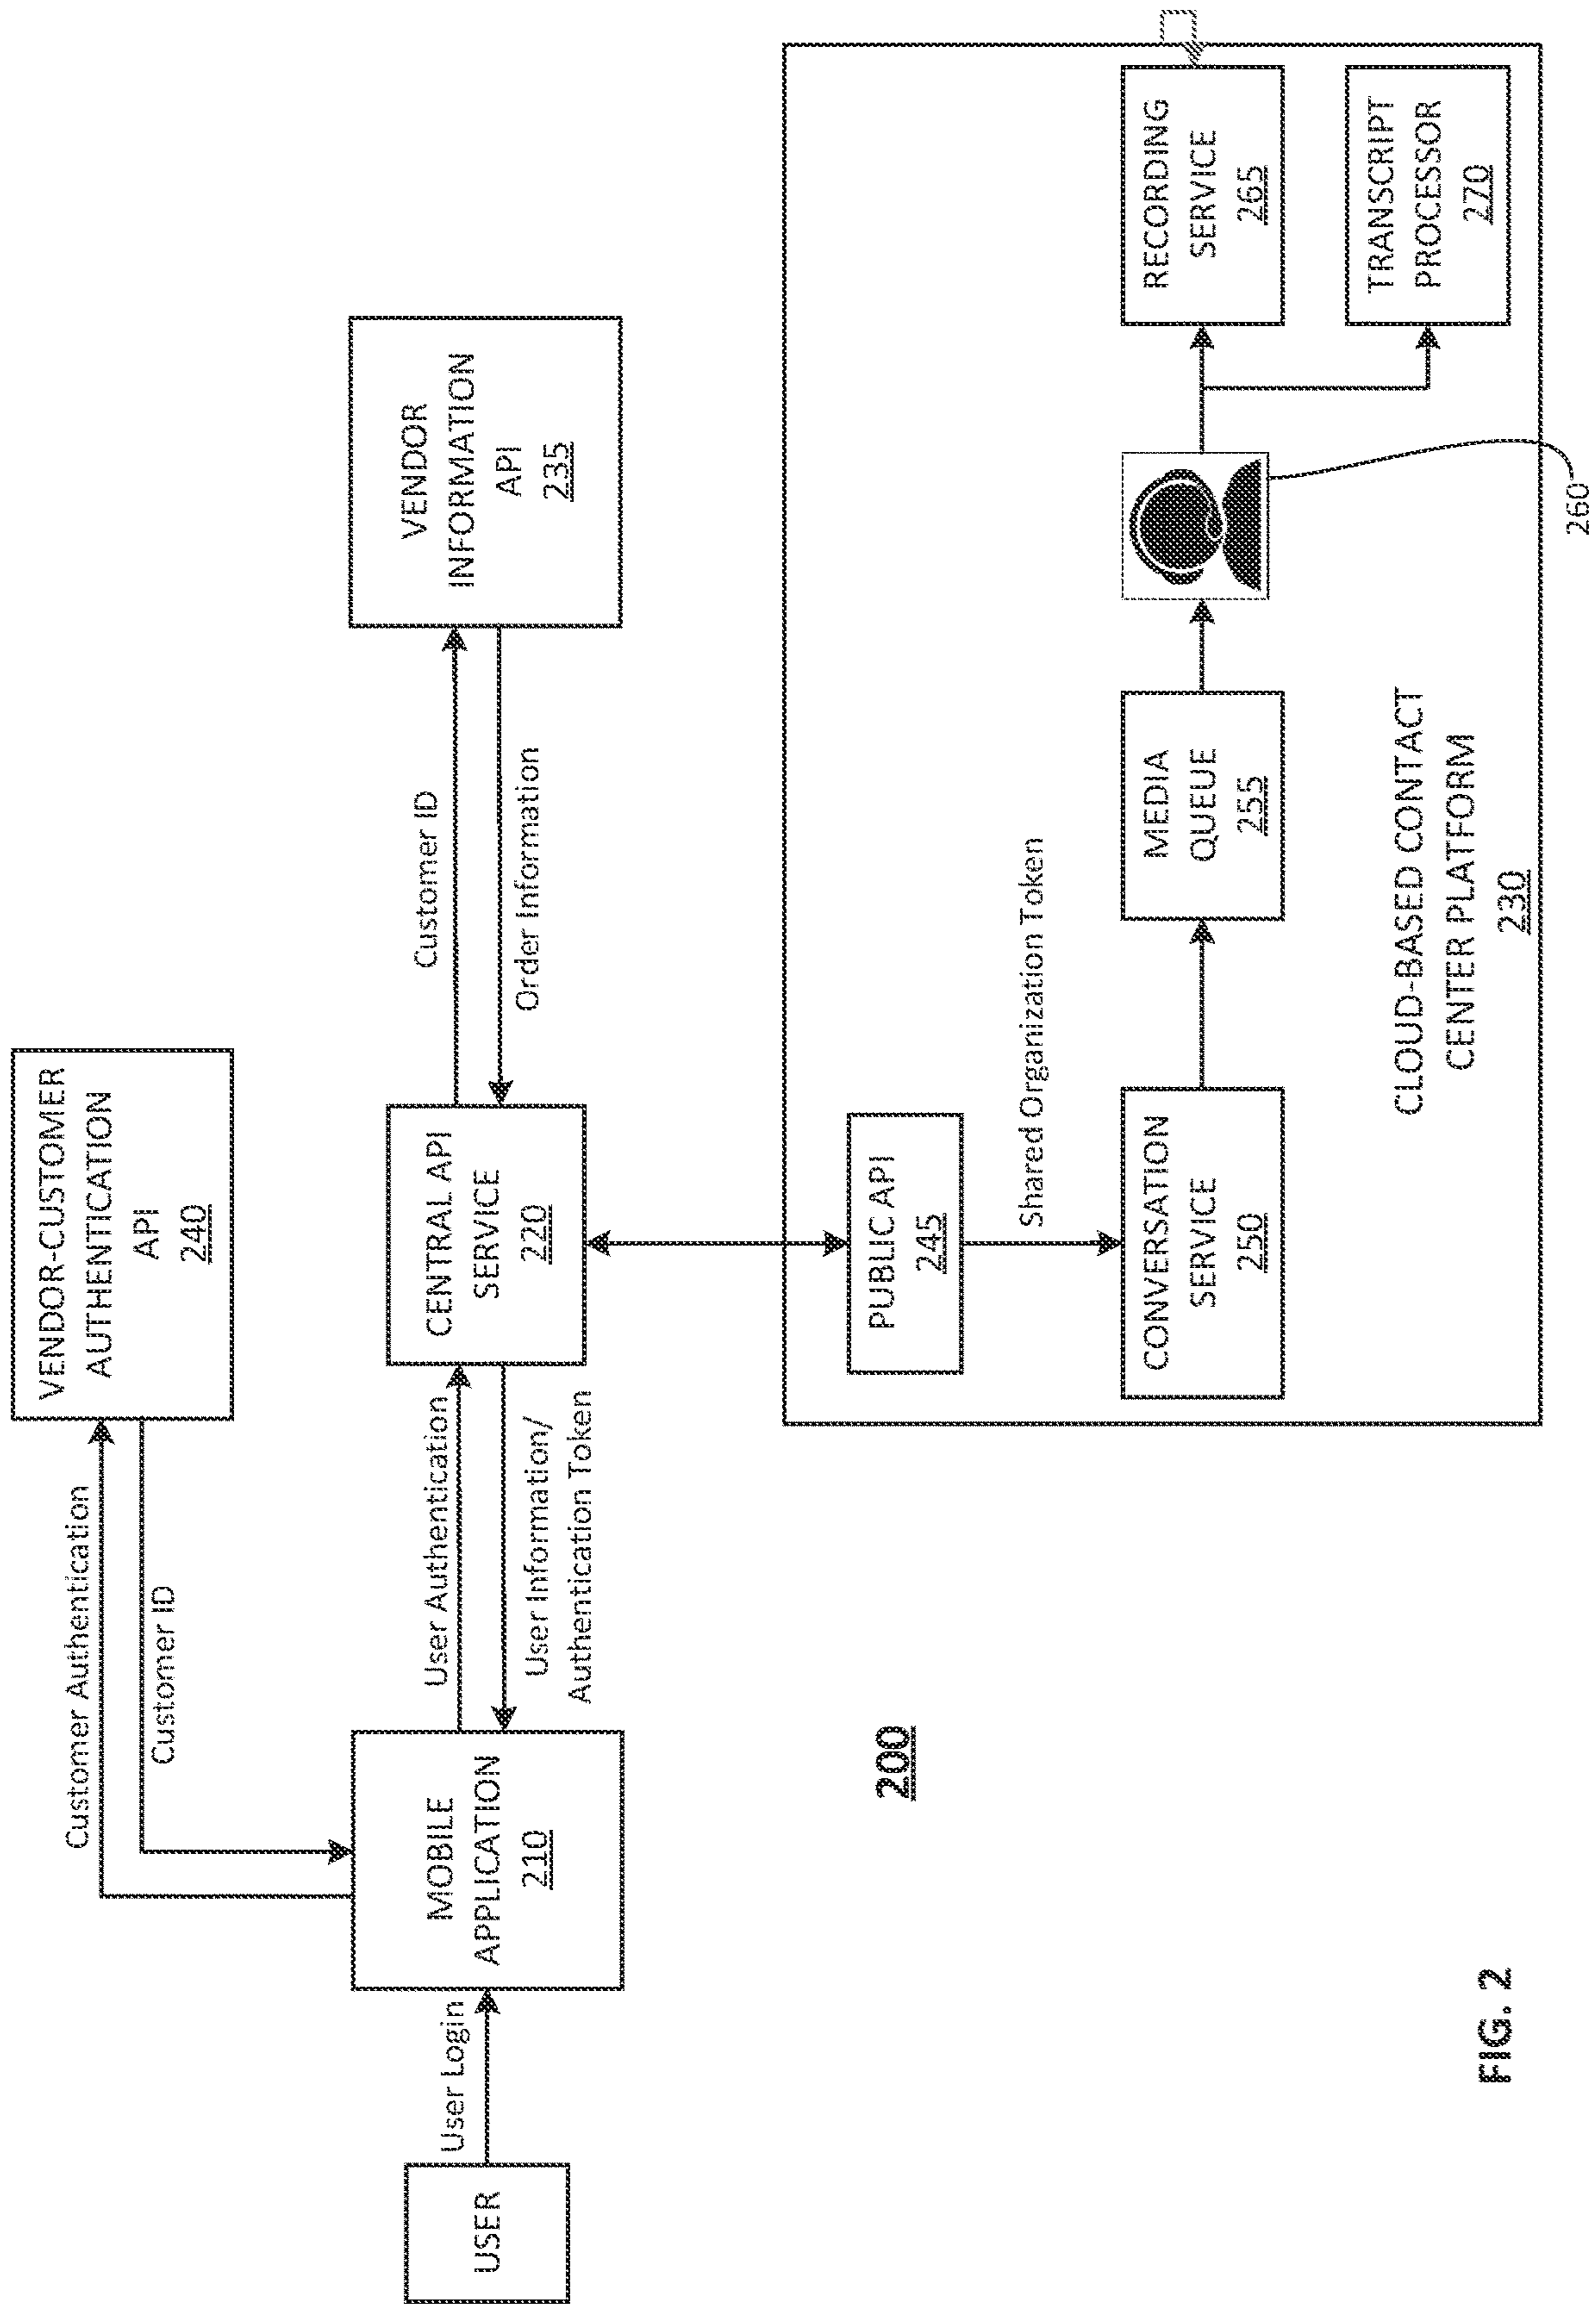 VENDOR-CUSTOMER
AUTHENTICATION
API
240
Customer Authentication
Customer ID
USER
User Login
MOBILE
APPLICATION
210
User Authentication
User Information/
Authentication Token
CENTRAL API
SERVICE
220
Customer ID
Order Information
VENDOR
INFORMATION
API
235
200
PUBLIC API
245
Shared Organization Token
CONVERSATION
SERVICE
250
MEDIA
QUEUE
255
RECORDING
SERVICE
265
TRANSCRIPT
PROCESSOR
270
CLOUD-BASED CONTACT
CENTER PLATFORM
230
260
FIG. 2